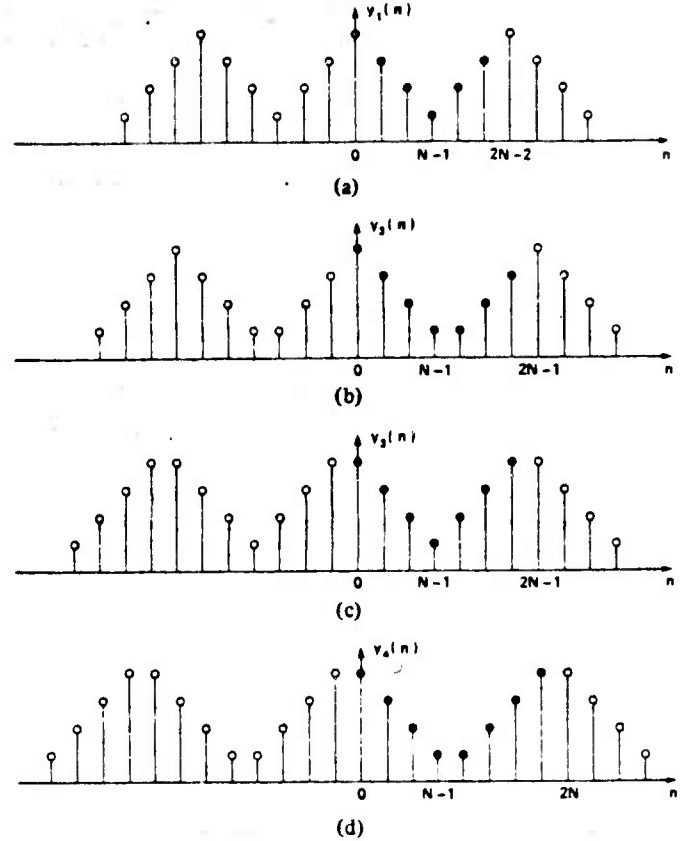 y₁(n)
0 N-1 2N-2 n
(a)
y₂(n)
0 N-1 2N-1 n
(b)
y₃(n)
0 N-1 2N-1 n
(c)
y₄(n)
0 N-1 2N n
(d)